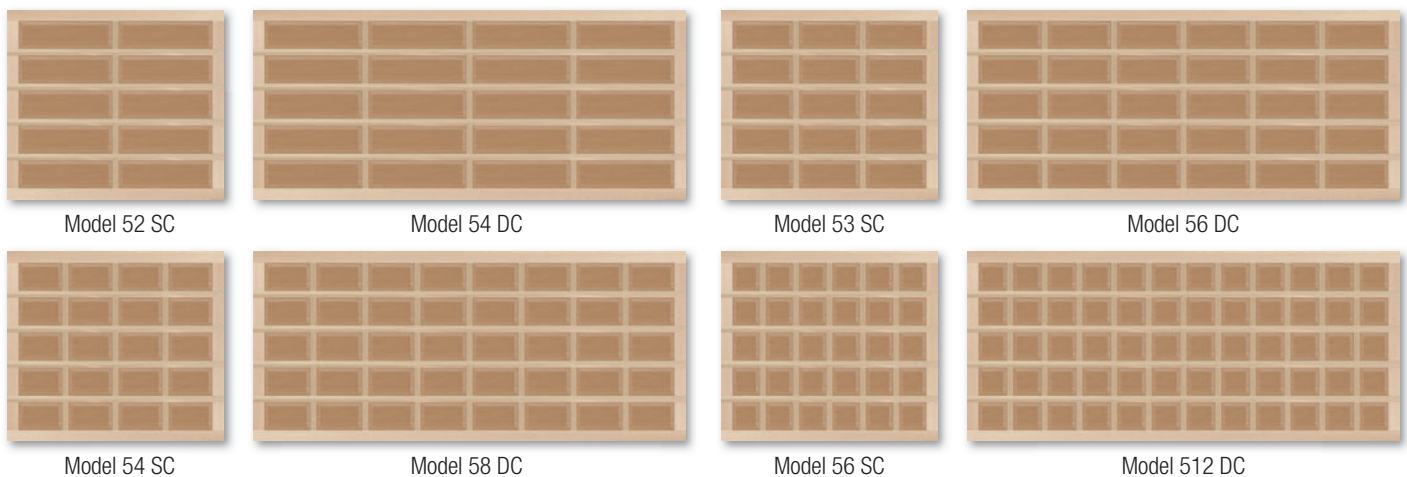 Model 52 SC
Model 54 DC
Model 53 SC
Model 56 DC
Model 54 SC
Model 58 DC
Model 56 SC
Model 512 DC